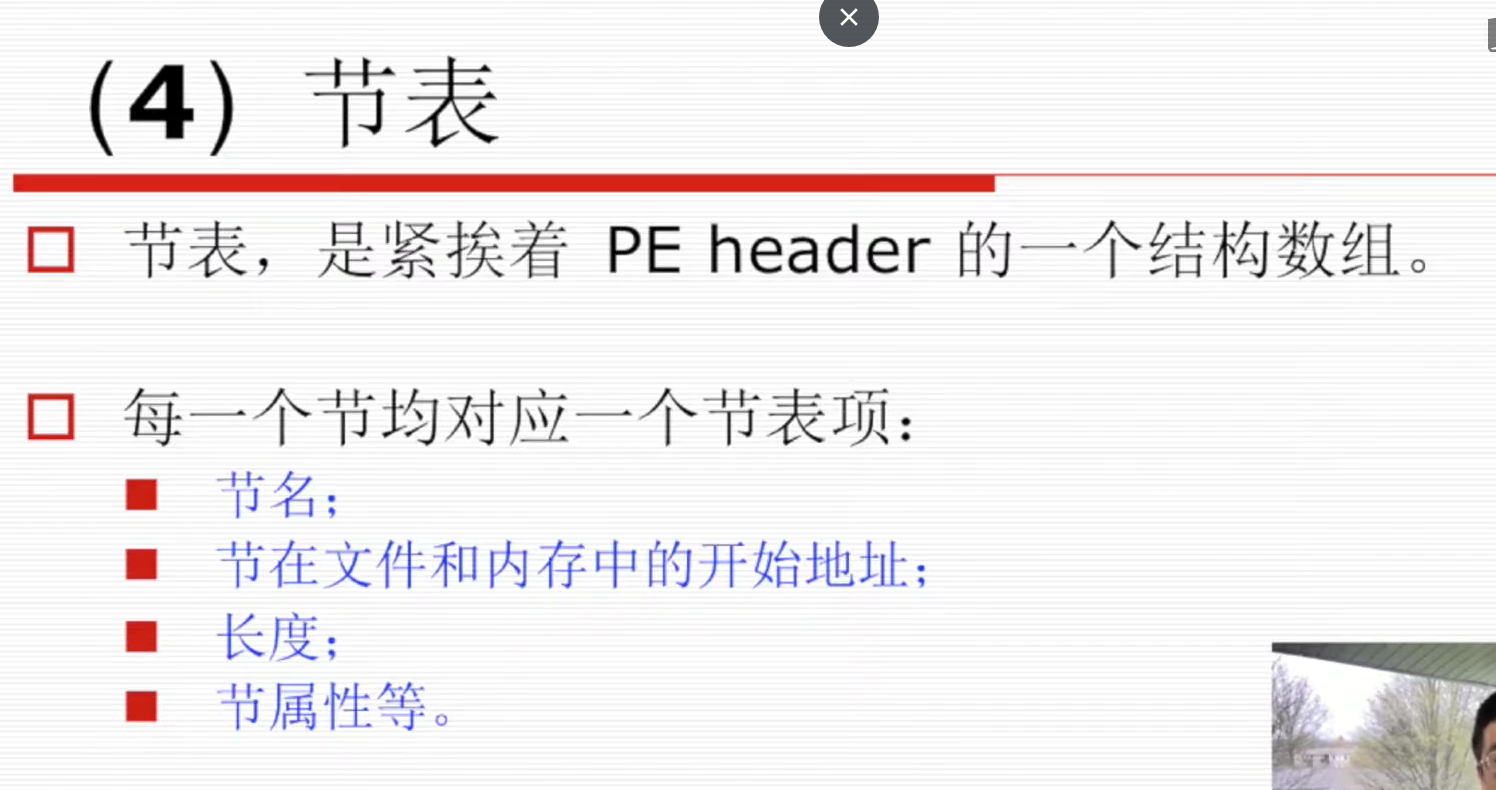 (4) 节表
节表，是紧挨着 PE header 的一个结构数组。
每一个节均对应一个节表项：
节名；
节在文件和内存中的开始地址；
长度；
节属性等。